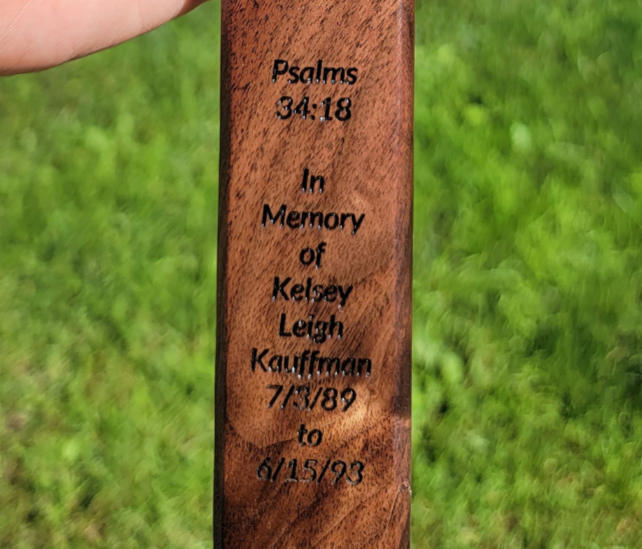 Psalms
34:18
In
Memory
of
Kelsey
Leigh
Kauffman
7/3/89
to
6/15/93